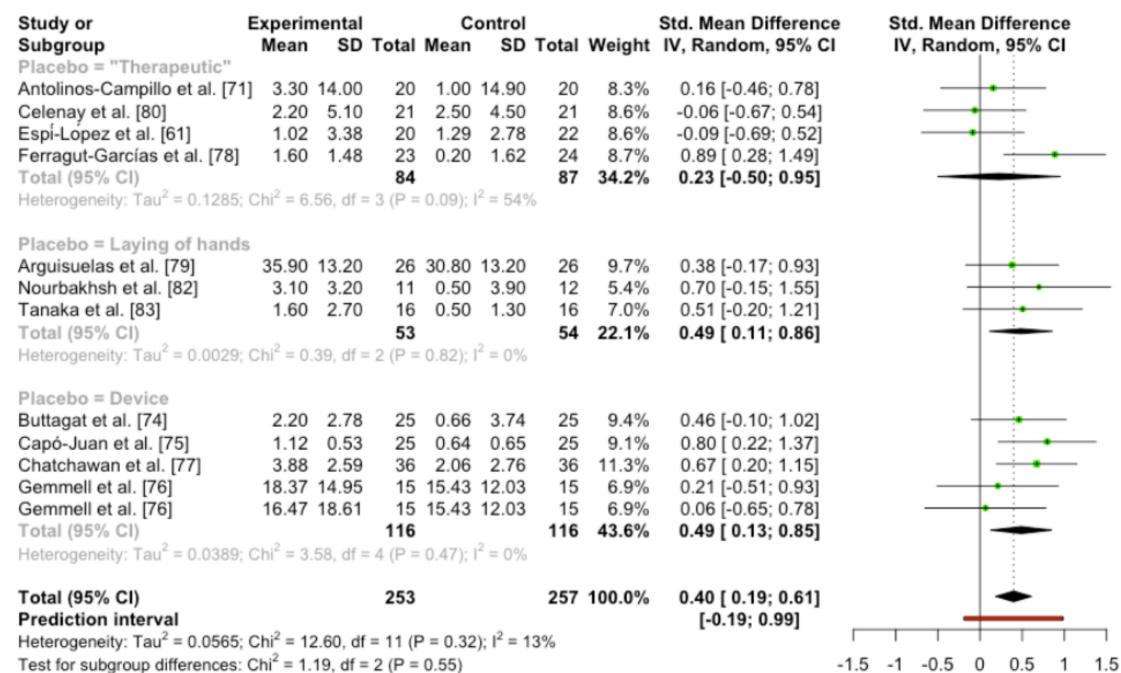 Study or Experimental Control Std. Mean Difference Std. Mean Difference
Subgroup Mean SD Total Mean SD Total Weight IV, Random, 95% CI IV, Random, 95% CI
Placebo = "Therapeutic"
Antolinos-Campillo et al. [71] 3.30 14.00 20 1.00 14.90 20 8.3% 0.16 [-0.46; 0.78]
Celenay et al. [80] 2.20 5.10 21 2.50 4.50 21 8.6% -0.06 [-0.67; 0.54]
Espí-López et al. [61] 1.02 3.38 20 1.29 2.78 22 8.6% -0.09 [-0.69; 0.52]
Ferragut-Garcías et al. [78] 1.60 1.48 23 0.20 1.62 24 8.7% 0.89 [ 0.28; 1.49]
Total (95% CI) 84 87 34.2% 0.23 [-0.50; 0.95]
Heterogeneity: Tau² = 0.1285; Chi² = 6.56, df = 3 (P = 0.09); I² = 54%
Placebo = Laying of hands
Arguisuelas et al. [79] 35.90 13.20 26 30.80 13.20 26 9.7% 0.38 [-0.17; 0.93]
Nourbakhsh et al. [82] 3.10 3.20 11 0.50 3.90 12 5.4% 0.70 [-0.15; 1.55]
Tanaka et al. [83] 1.60 2.70 16 0.50 1.30 16 7.0% 0.51 [-0.20; 1.21]
Total (95% CI) 53 54 22.1% 0.49 [ 0.11; 0.86]
Heterogeneity: Tau² = 0.0029; Chi² = 0.39, df = 2 (P = 0.82); I² = 0%
Placebo = Device
Buttagat et al. [74] 2.20 2.78 25 0.66 3.74 25 9.4% 0.46 [-0.10; 1.02]
Capó-Juan et al. [75] 1.12 0.53 25 0.64 0.65 25 9.1% 0.80 [ 0.22; 1.37]
Chatchawan et al. [77] 3.88 2.59 36 2.06 2.76 36 11.3% 0.67 [ 0.20; 1.15]
Gemmell et al. [76] 18.37 14.95 15 15.43 12.03 15 6.9% 0.21 [-0.51; 0.93]
Gemmell et al. [76] 16.47 18.61 15 15.43 12.03 15 6.9% 0.06 [-0.65; 0.78]
Total (95% CI) 116 116 43.6% 0.49 [ 0.13; 0.85]
Heterogeneity: Tau² = 0.0389; Chi² = 3.58, df = 4 (P = 0.47); I² = 0%
Total (95% CI) 253 257 100.0% 0.40 [ 0.19; 0.61]
Prediction interval [-0.19; 0.99]
Heterogeneity: Tau² = 0.0565; Chi² = 12.60, df = 11 (P = 0.32); I² = 13%
Test for subgroup differences: Chi² = 1.19, df = 2 (P = 0.55)
-1.5 -1 -0.5 0 0.5 1 1.5